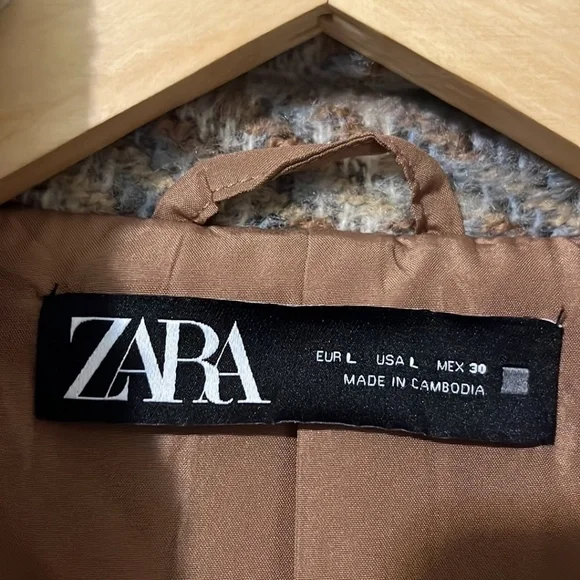 ZARA
EUR L USA L MEX 30
MADE IN CAMBODIA